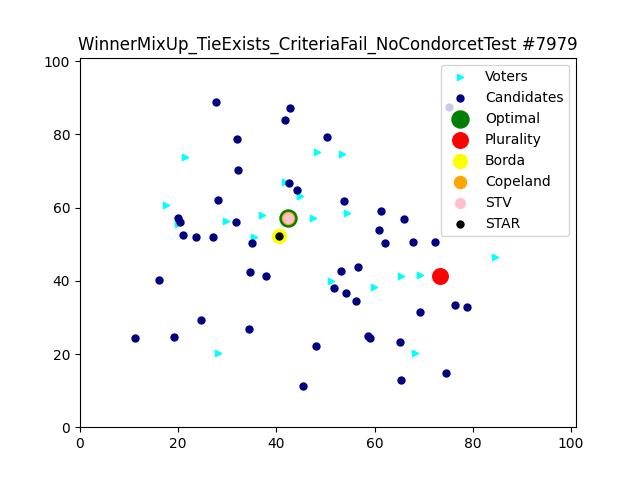 WinnerMixUp_TieExists_CriteriaFail_NoCondorcetTest #7979
100
80
60
40
20
0
0 20 40 60 80 100
Voters
Candidates
Optimal
Plurality
Borda
Copeland
STV
STAR